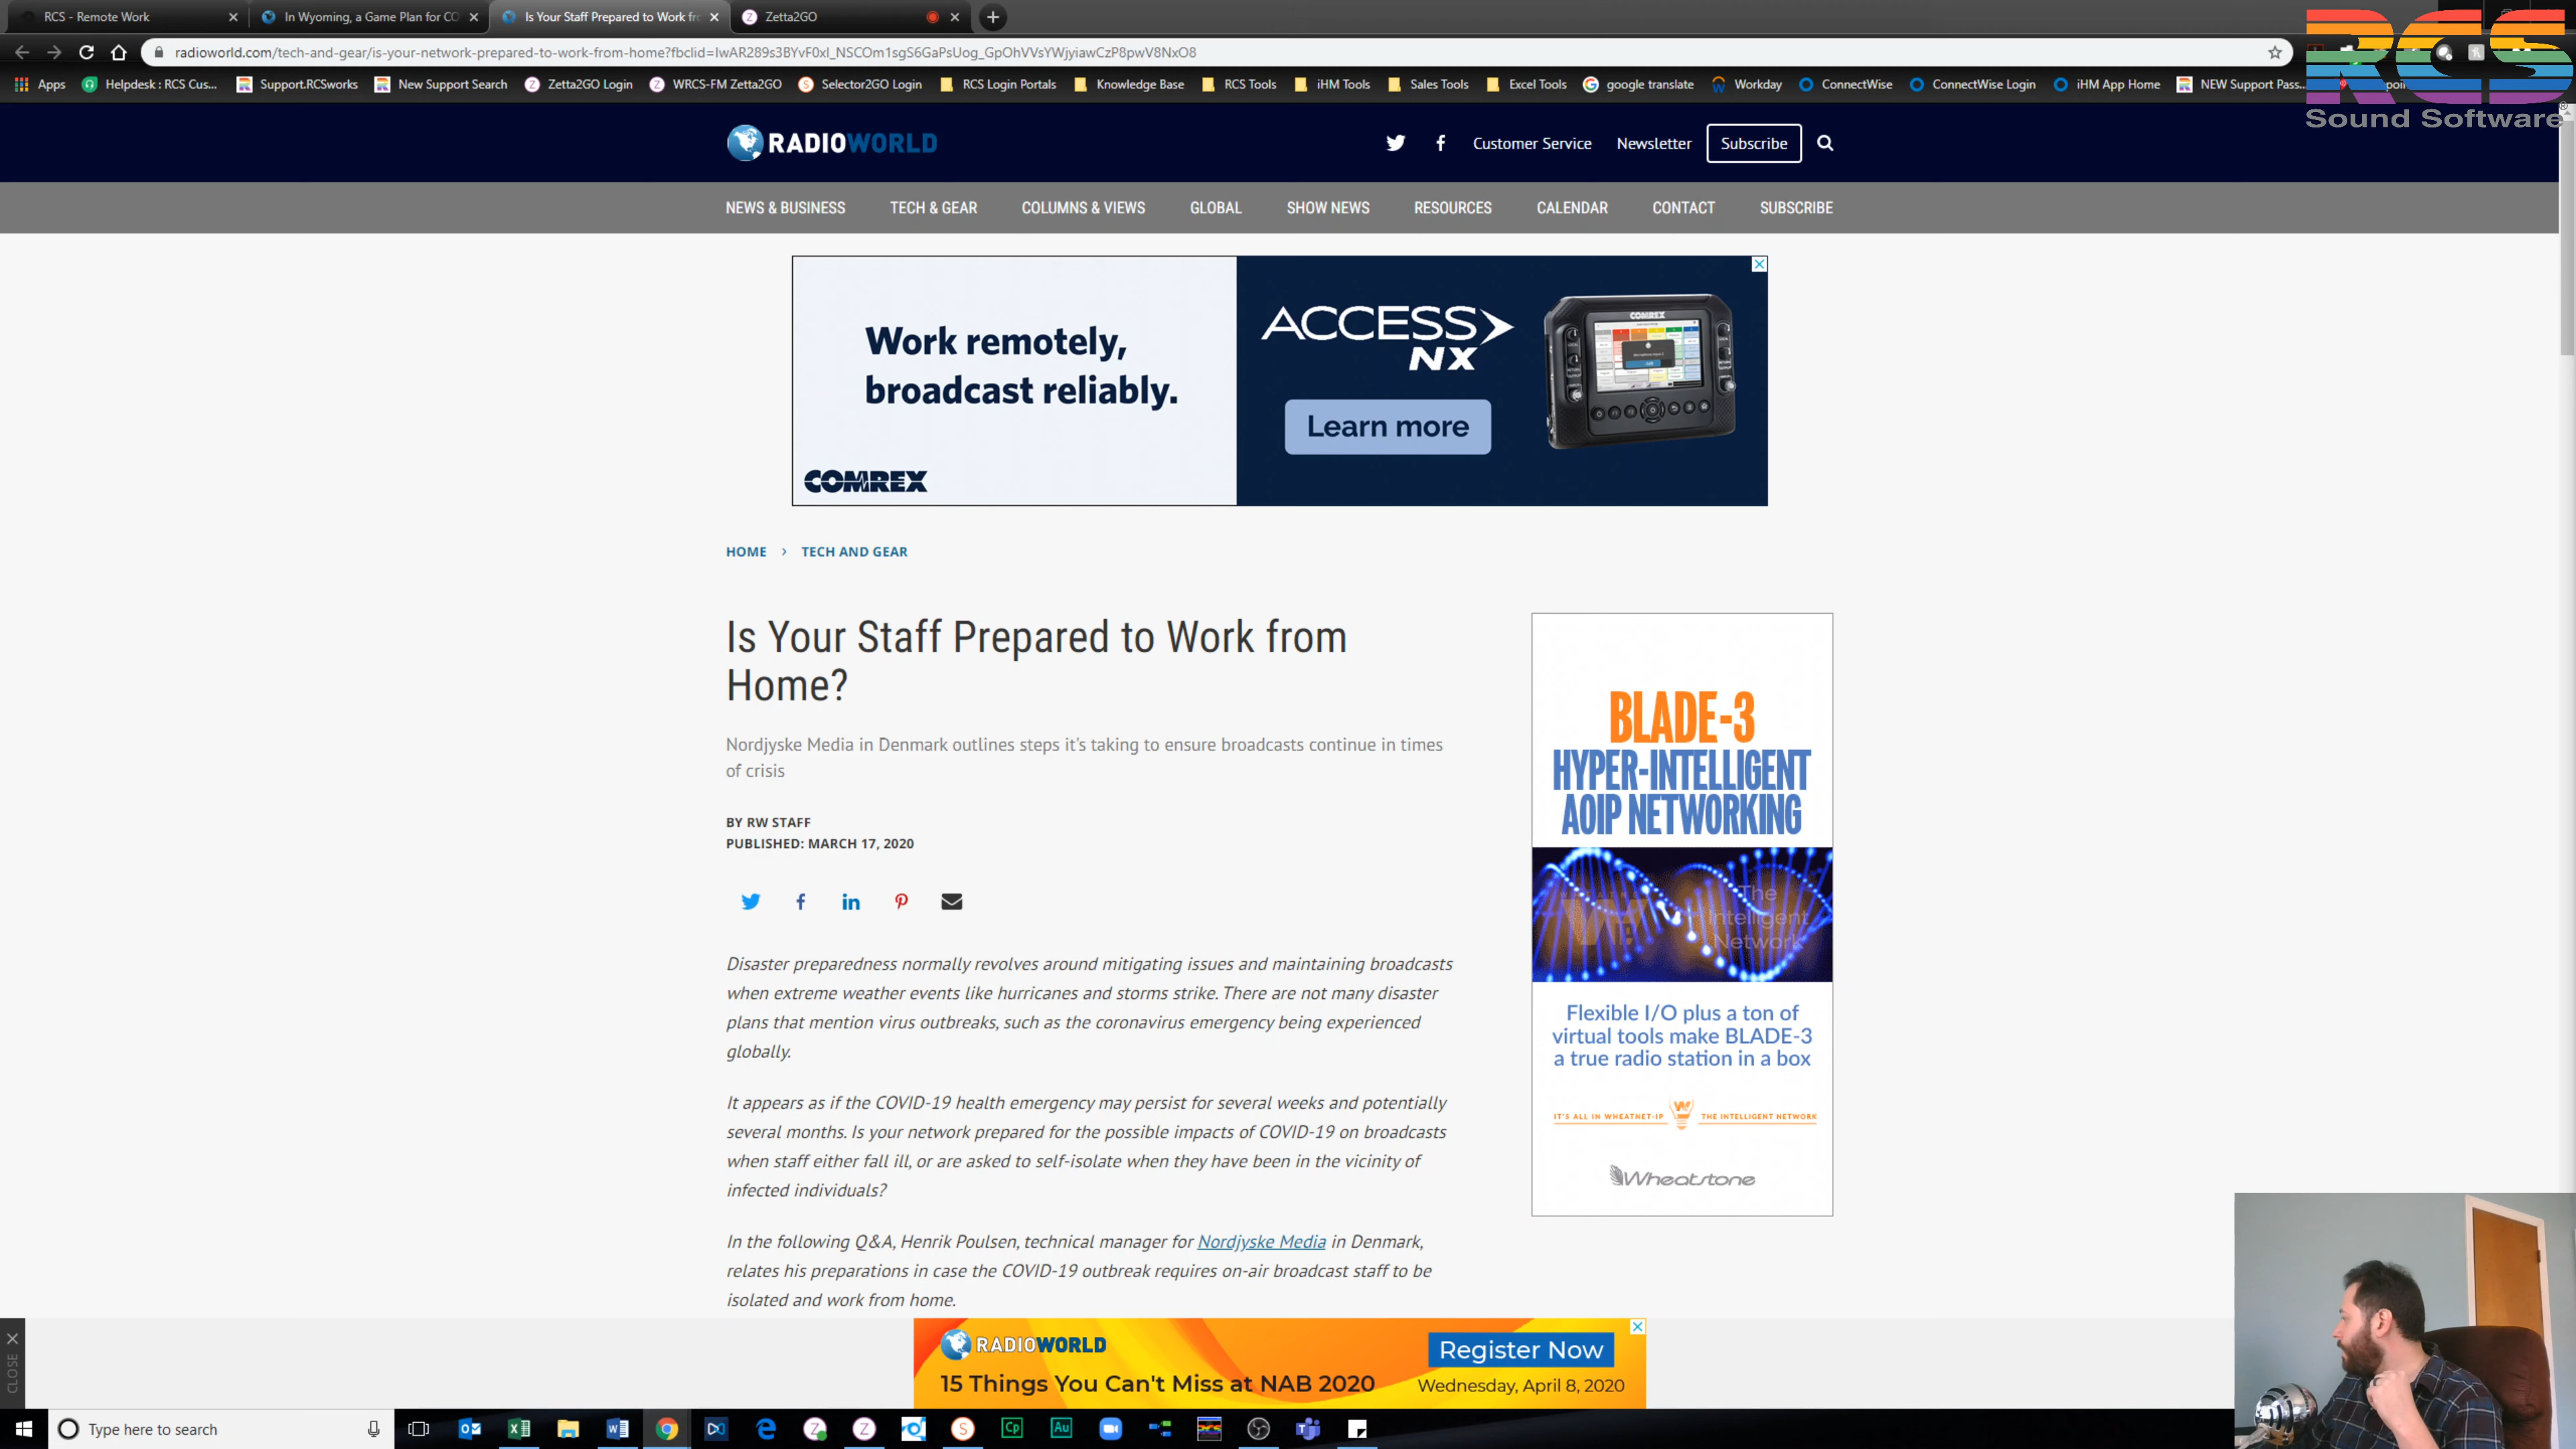 RCS - Remote Work
In Wyoming, a Game Plan for CO
Is Your Staff Prepared to Work fr
Zetta2GO
radioworld.com/tech-and-gear/is-your-network-prepared-to-work-from-home?fbclid=IwAR289s3BYvF0xl_NSCOm1sgS6GaPsUog_GpOhVVsYWjyiawCzP8pwV8NxO8
Apps
Helpdesk : RCS Cus...
Support.RCSworks
New Support Search
Zetta2GO Login
WRCS-FM Zetta2GO
Selector2GO Login
RCS Login Portals
Knowledge Base
RCS Tools
iHM Tools
Sales Tools
Excel Tools
google translate
Workday
ConnectWise
ConnectWise Login
iHM App Home
NEW Support Pass...
RCS
Sound Software
RADIOWORLD
Customer Service
Newsletter
Subscribe
NEWS & BUSINESS
TECH & GEAR
COLUMNS & VIEWS
GLOBAL
SHOW NEWS
RESOURCES
CALENDAR
CONTACT
SUBSCRIBE
Work remotely,
broadcast reliably.
COMREX
ACCESS
NX
Learn more
COMREX
HOME > TECH AND GEAR
Is Your Staff Prepared to Work from
Home?
Nordjyske Media in Denmark outlines steps it's taking to ensure broadcasts continue in times
of crisis
BY RW STAFF
PUBLISHED: MARCH 17, 2020
Disaster preparedness normally revolves around mitigating issues and maintaining broadcasts
when extreme weather events like hurricanes and storms strike. There are not many disaster
plans that mention virus outbreaks, such as the coronavirus emergency being experienced
globally.
It appears as if the COVID-19 health emergency may persist for several weeks and potentially
several months. Is your network prepared for the possible impacts of COVID-19 on broadcasts
when staff either fall ill, or are asked to self-isolate when they have been in the vicinity of
infected individuals?
In the following Q&A, Henrik Poulsen, technical manager for Nordjyske Media in Denmark,
relates his preparations in case the COVID-19 outbreak requires on-air broadcast staff to be
isolated and work from home.
BLADE-3
HYPER-INTELLIGENT
AOIP NETWORKING
The
Intelligent
Network
Flexible I/O plus a ton of
virtual tools make BLADE-3
a true radio station in a box
IT'S ALL IN WHEATNET-IP
THE INTELLIGENT NETWORK
Wheatstone
CLOSE
RADIOWORLD
15 Things You Can't Miss at NAB 2020
Register Now
Wednesday, April 8, 2020
Type here to search